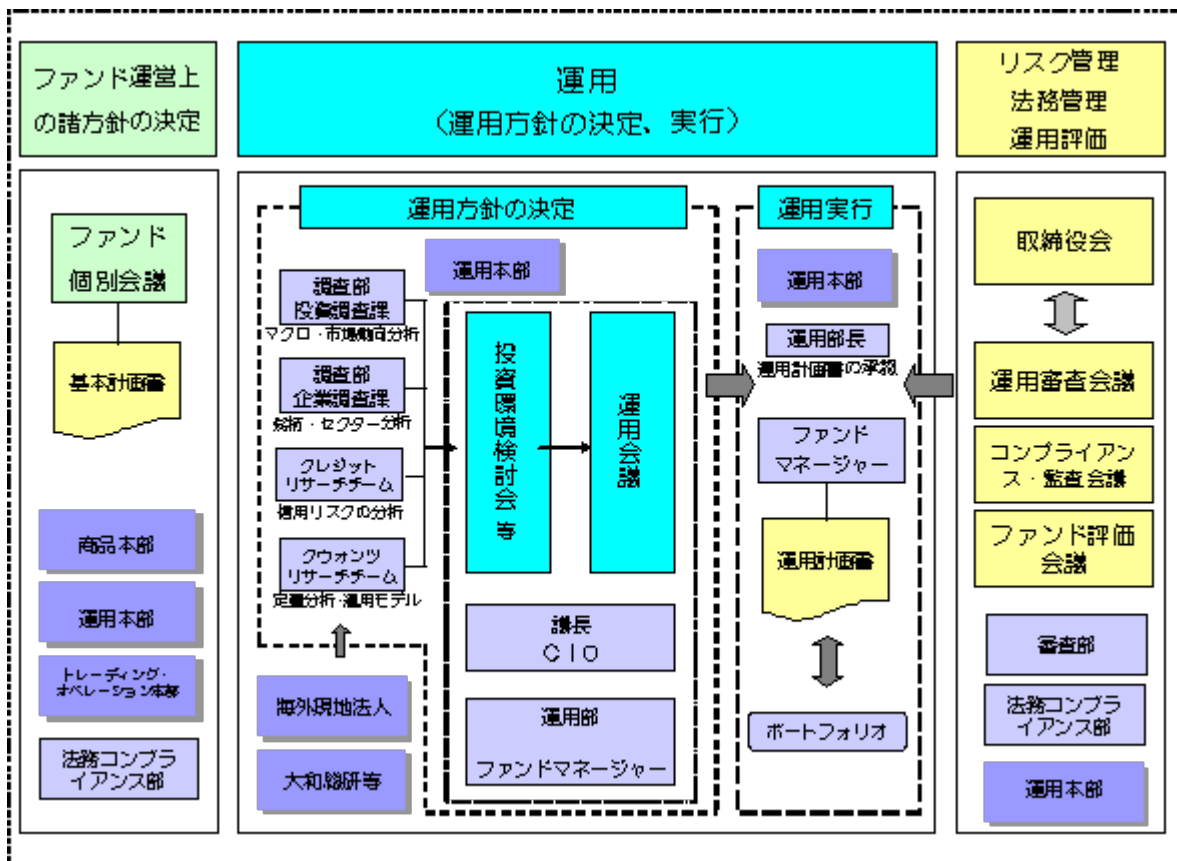 ファンド運営上
の諸方針の決定
ファンド
個別会議
基本計画書
商品本部
運用本部
トレーディング・
オペレーション本部
法務コンプラ
イアンス部
運用
（運用方針の決定、実行）
運用方針の決定
運用本部
調査部
投資調査課
マクロ・市場動向分析
調査部
企業調査課
銘柄・セクター分析
クレジット
リサーチチーム
信用リスクの分析
クウォンツ
リサーチチーム
定量分析・運用モデル
海外現地法人
大和総研等
投資環境検討会 等
運用会議
議長
ＣＩＯ
運用部
ファンドマネージャー
運用実行
運用本部
運用部長
運用計画書の承認
ファンド
マネージャー
運用計画書
ポートフォリオ
リスク管理
法務管理
運用評価
取締役会
運用審査会議
コンプライアン
ス・監査会議
ファンド評価
会議
審査部
法務コンプラ
イアンス部
運用本部